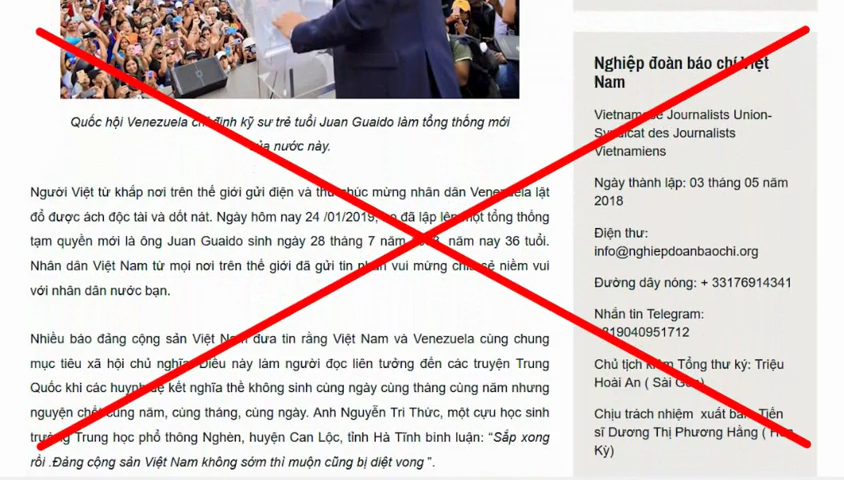 Quốc hội Venezuela chỉ định kỹ sư trẻ tuổi Juan Guaido làm tổng thống mới
của nước này.
Người Việt từ khắp nơi trên thế giới gửi điện và thư chúc mừng nhân dân Venezuela lật
đổ được ách độc tài và dốt nát. Ngày hôm nay 24 /01/2019, họ đã lập lên một tổng thống
tạm quyền mới là ông Juan Guaido sinh ngày 28 tháng 7 năm năm nay 36 tuổi.
Nhân dân Việt Nam từ mọi nơi trên thế giới đã gửi tin nhắn vui mừng chia sẻ niềm vui
với nhân dân nước bạn.
Nhiều báo đảng cộng sản Việt Nam đưa tin rằng Việt Nam và Venezuela cùng chung
mục tiêu xã hội chủ nghĩa. Điều này làm người đọc liên tưởng đến các truyện Trung
Quốc khi các huynh đệ kết nghĩa thề không sinh cùng ngày cùng tháng cùng năm nhưng
nguyện chết cùng năm, cùng tháng, cùng ngày. Anh Nguyễn Tri Thức, một cựu học sinh
trường Trung học phổ thông Nghèn, huyện Can Lộc, tỉnh Hà Tĩnh bình luận: “Sắp xong
rồi .Đảng cộng sản Việt Nam không sớm thì muộn cũng bị diệt vong ”.
Nghiệp đoàn báo chí Việt
Nam
Vietnamese Journalists Union-
Syndicat des Journalists
Vietnamiens
Ngày thành lập: 03 tháng 05 năm
2018
Điện thư:
info@nghiepdoanbaochi.org
Đường dây nóng: + 33176914341
Nhắn tin Telegram:
819040951712
Chủ tịch kiêm Tổng thư ký: Triệu
Hoài An ( Sài Gòn)
Chịu trách nhiệm xuất bản: Tiến
sĩ Dương Thị Phương Hằng ( Hoa
Kỳ)